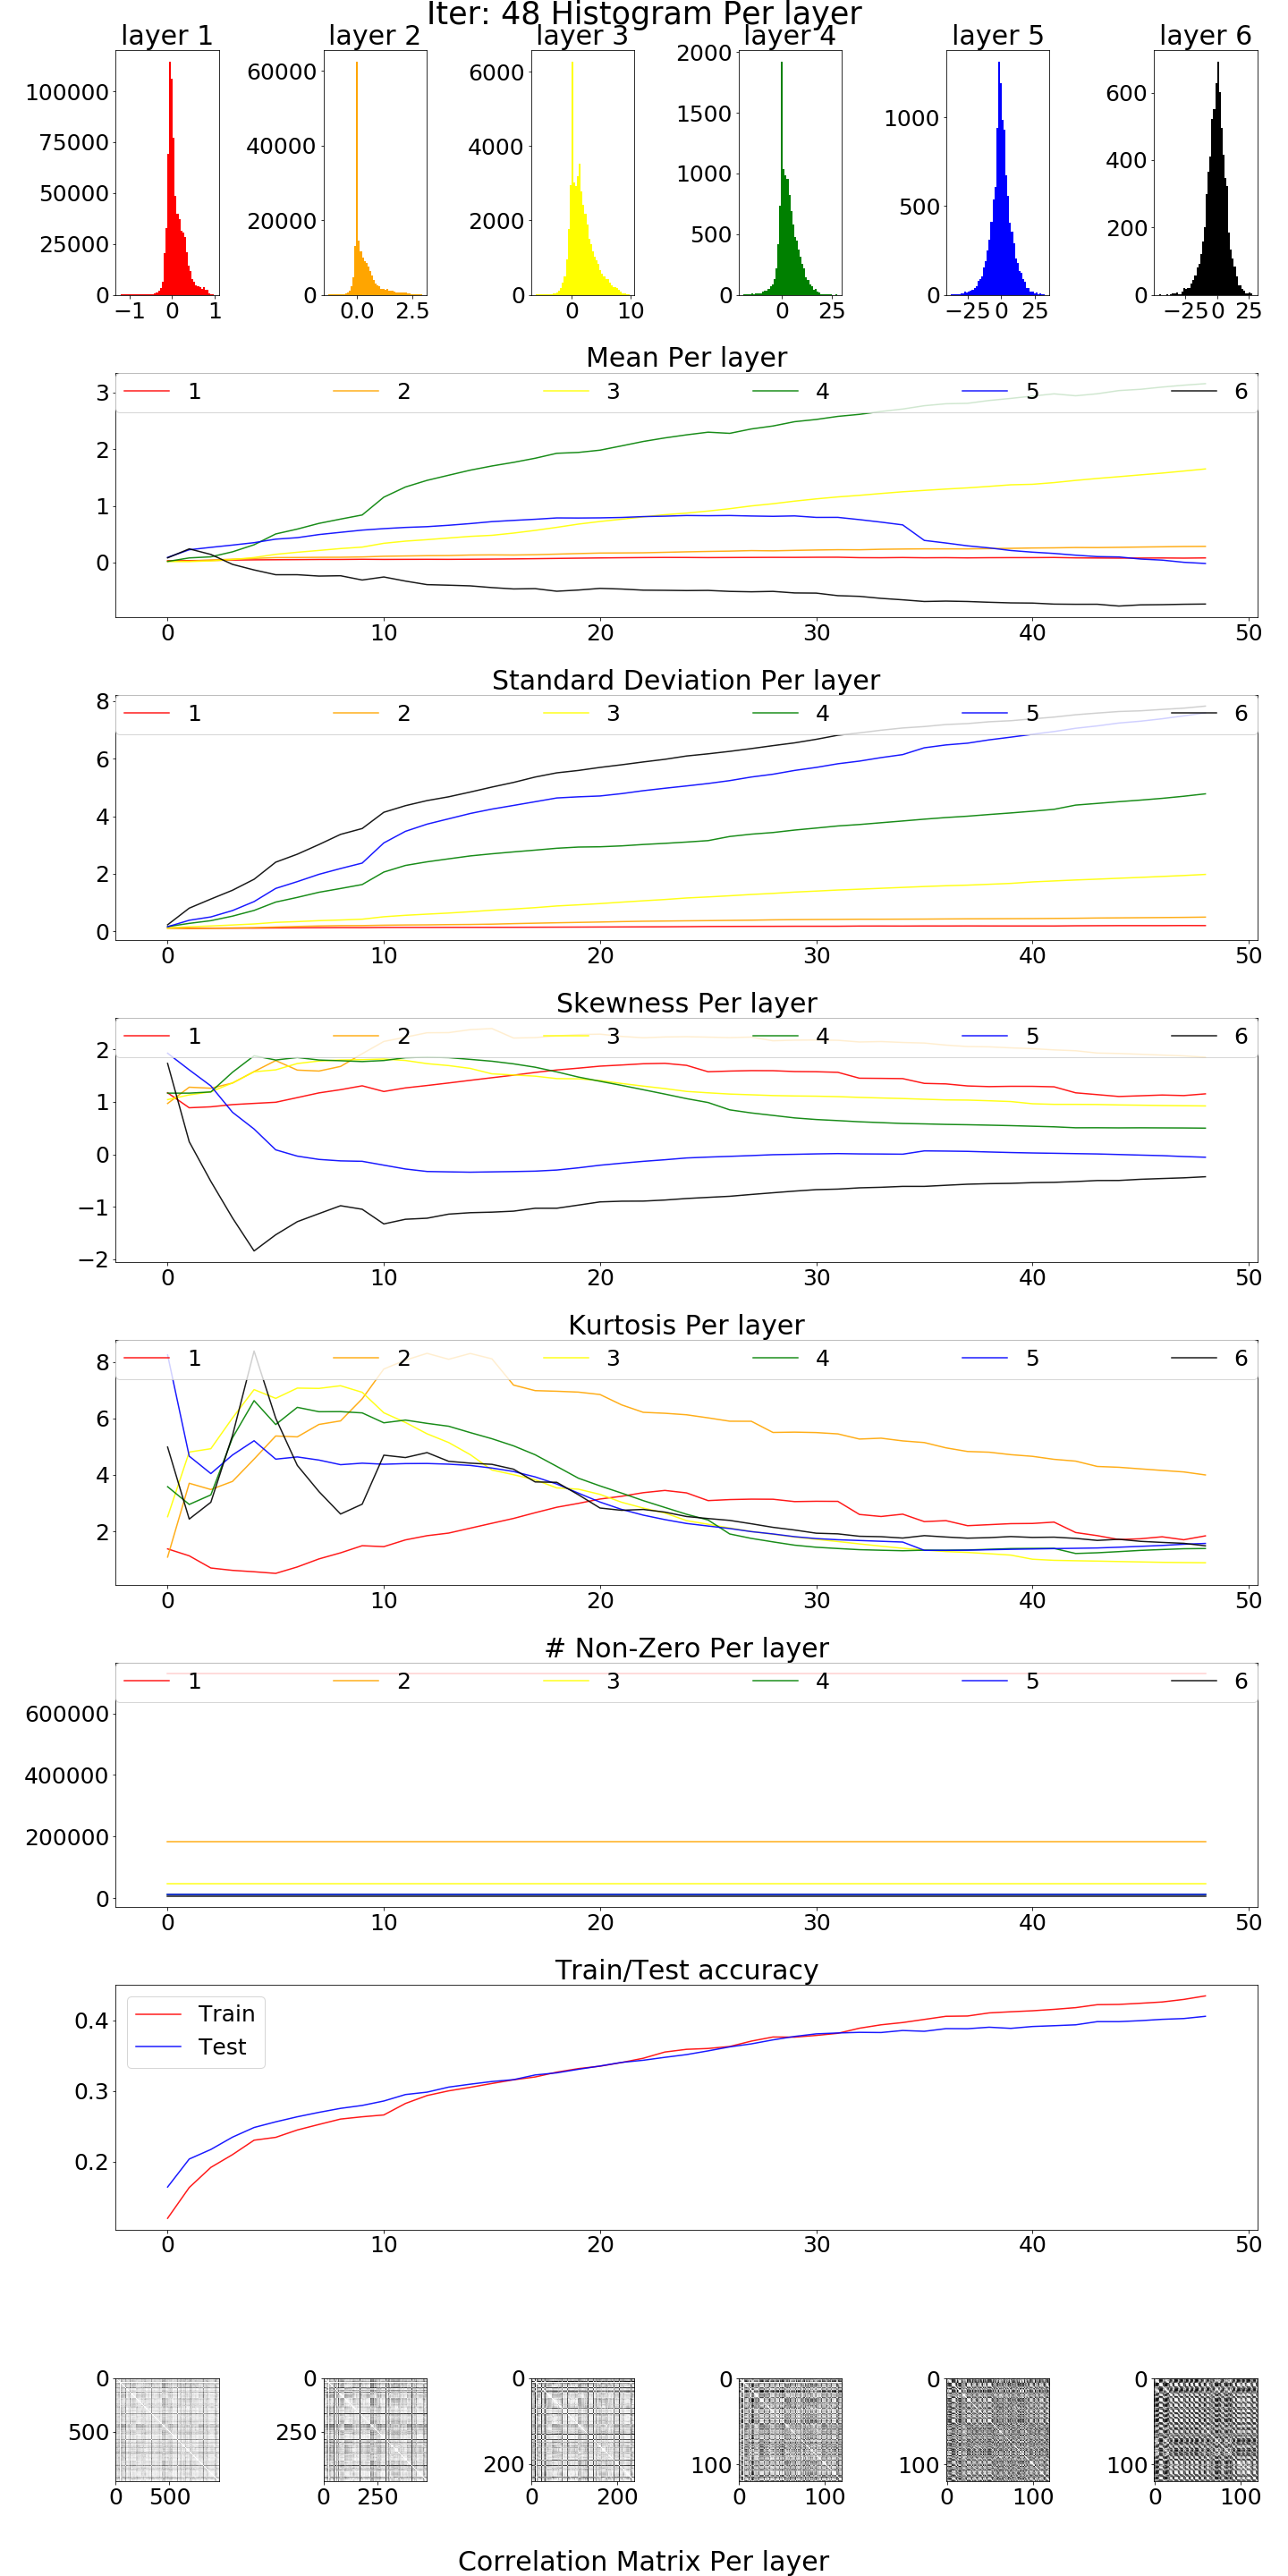 Iter: 48 Histogram Per layer
layer 1 layer 2 layer 3 layer 4 layer 5 layer 6
100000 75000 50000 25000 0
−1 0 1
60000 40000 20000 0
0.0 2.5
6000 4000 2000 0
0 10
2000 1500 1000 500 0
0 25
1000 500 0
−25 0 25
600 400 200 0
−25 0 25
Mean Per layer
1 2 3 4 5 6
3
2
1
0
0 10 20 30 40 50
Standard Deviation Per layer
1 2 3 4 5 6
8
6
4
2
0
0 10 20 30 40 50
Skewness Per layer
1 2 3 4 5 6
2
1
0
−1
−2
0 10 20 30 40 50
Kurtosis Per layer
1 2 3 4 5 6
8
6
4
2
0 10 20 30 40 50
# Non-Zero Per layer
1 2 3 4 5 6
600000
400000
200000
0
0 10 20 30 40 50
Train/Test accuracy
Train
Test
0.4
0.3
0.2
0 10 20 30 40 50
0 500
0 500
0 250
0 250
0 200
0 200
0 100
0 100
0 100
0 100
0 100
0 100
Correlation Matrix Per layer